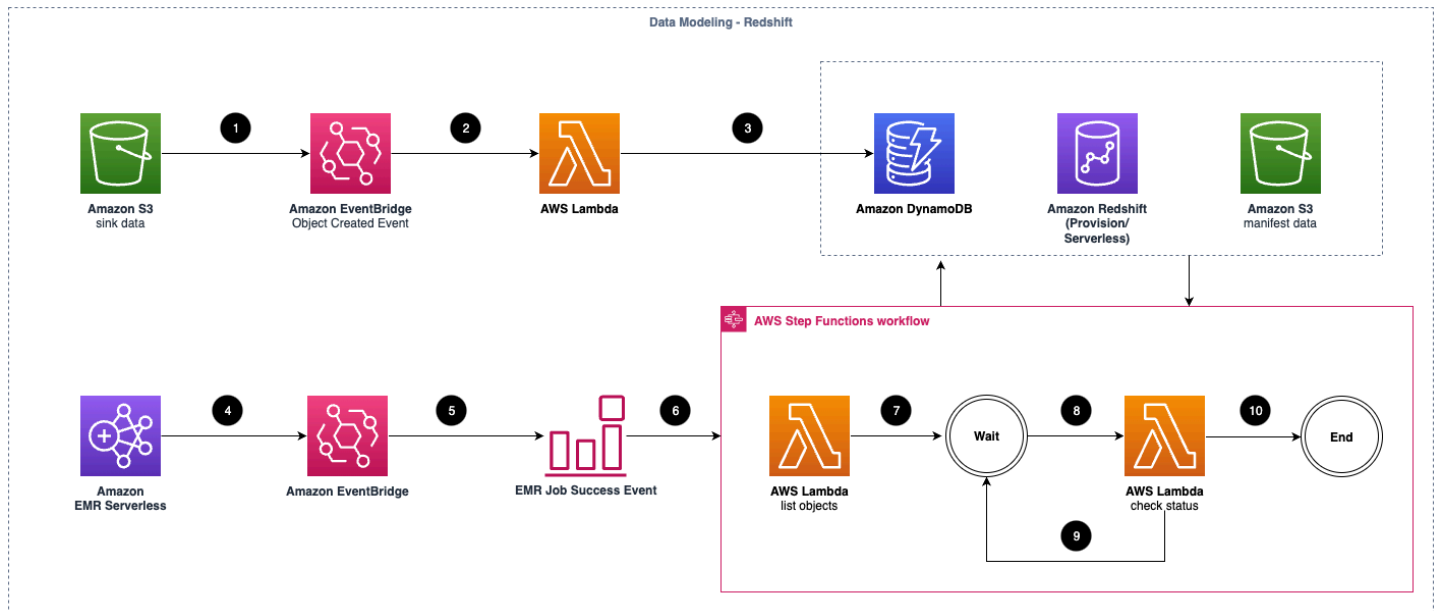 Data Modeling - Redshift
1
2
3
Amazon S3
sink data
Amazon EventBridge
Object Created Event
AWS Lambda
Amazon DynamoDB
Amazon Redshift
(Provision/
Serverless)
Amazon S3
manifest data
AWS Step Functions workflow
4
5
6
7
8
10
Wait
End
Amazon
EMR Serverless
Amazon EventBridge
EMR Job Success Event
AWS Lambda
list objects
AWS Lambda
check status
9